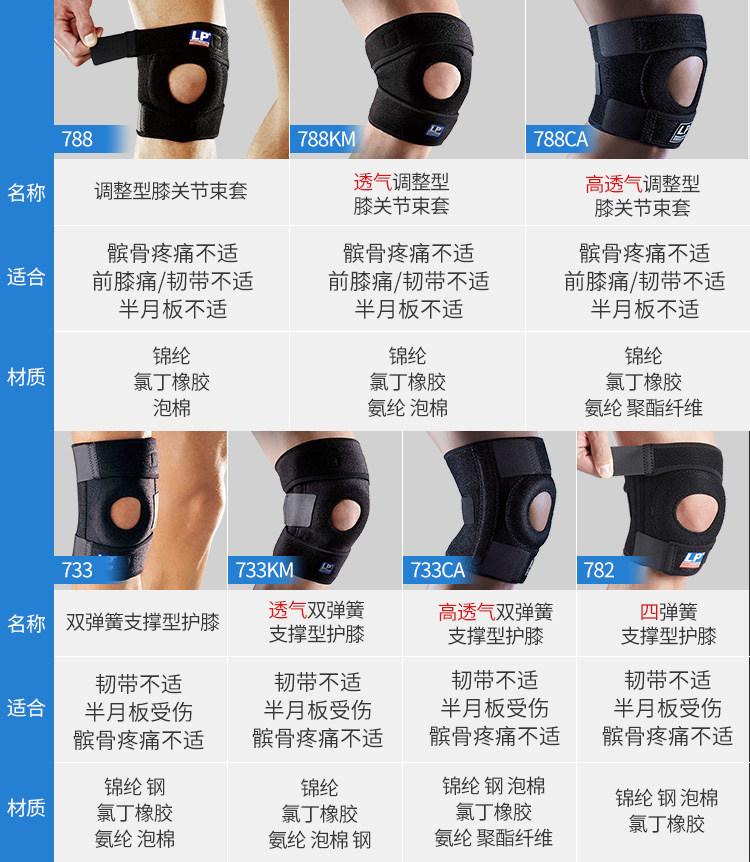 LP
LP
LP
788
788KM
788CA
名称
调整型膝关节束套
透气调整型
膝关节束套
高透气调整型
膝关节束套
适合
髌骨疼痛不适
前膝痛/韧带不适
半月板不适
髌骨疼痛不适
前膝痛/韧带不适
半月板不适
髌骨疼痛不适
前膝痛/韧带不适
半月板不适
材质
锦纶
氯丁橡胶
泡棉
锦纶
氯丁橡胶
氨纶 泡棉
锦纶
氯丁橡胶
氨纶 聚酯纤维
LP
LP
733
733KM
733CA
782
名称
双弹簧支撑型护膝
透气双弹簧
支撑型护膝
高透气双弹簧
支撑型护膝
四弹簧
支撑型护膝
适合
韧带不适
半月板受伤
髌骨疼痛不适
韧带不适
半月板受伤
髌骨疼痛不适
韧带不适
半月板受伤
髌骨疼痛不适
韧带不适
半月板受伤
髌骨疼痛不适
材质
锦纶 钢
氯丁橡胶
氨纶 泡棉
锦纶
氯丁橡胶
氨纶 泡棉 钢
锦纶 钢 泡棉
氯丁橡胶
氨纶 聚酯纤维
锦纶 钢 泡棉
氯丁橡胶